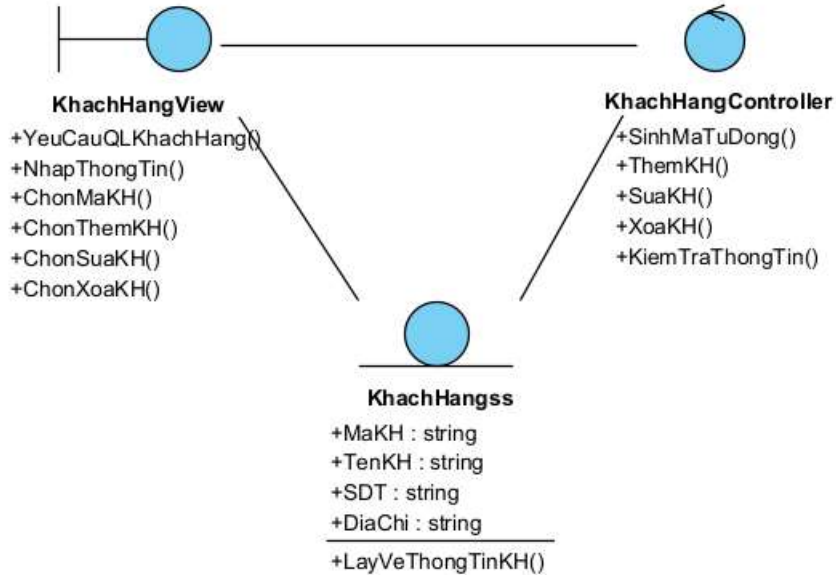 KhachHangView
+YeuCauQLKhachHang()
+NhapThongTin()
+ChonMaKH()
+ChonThemKH()
+ChonSuaKH()
+ChonXoaKH()
KhachHangController
+SinhMaTuDong()
+ThemKH()
+SuaKH()
+XoaKH()
+KiemTraThongTin()
KhachHangss
+MaKH : string
+TenKH : string
+SDT : string
+DiaChi : string
+LayVeThongTinKH()